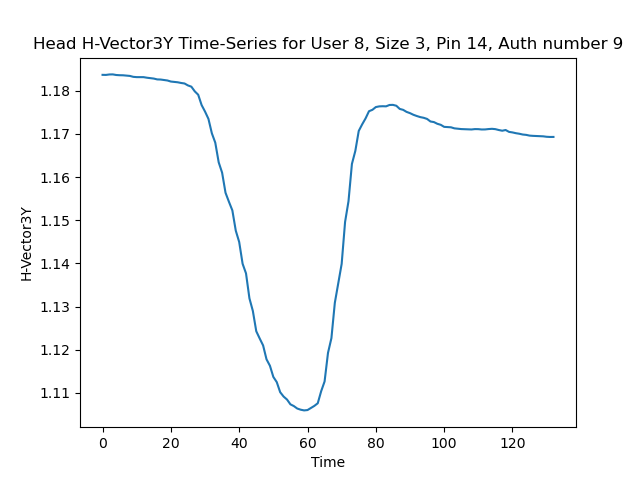 Head H-Vector3Y Time-Series for User 8, Size 3, Pin 14, Auth number 9
1.18
1.17
1.16
1.15
1.14
1.13
1.12
1.11
H-Vector3Y
0 20 40 60 80 100 120
Time